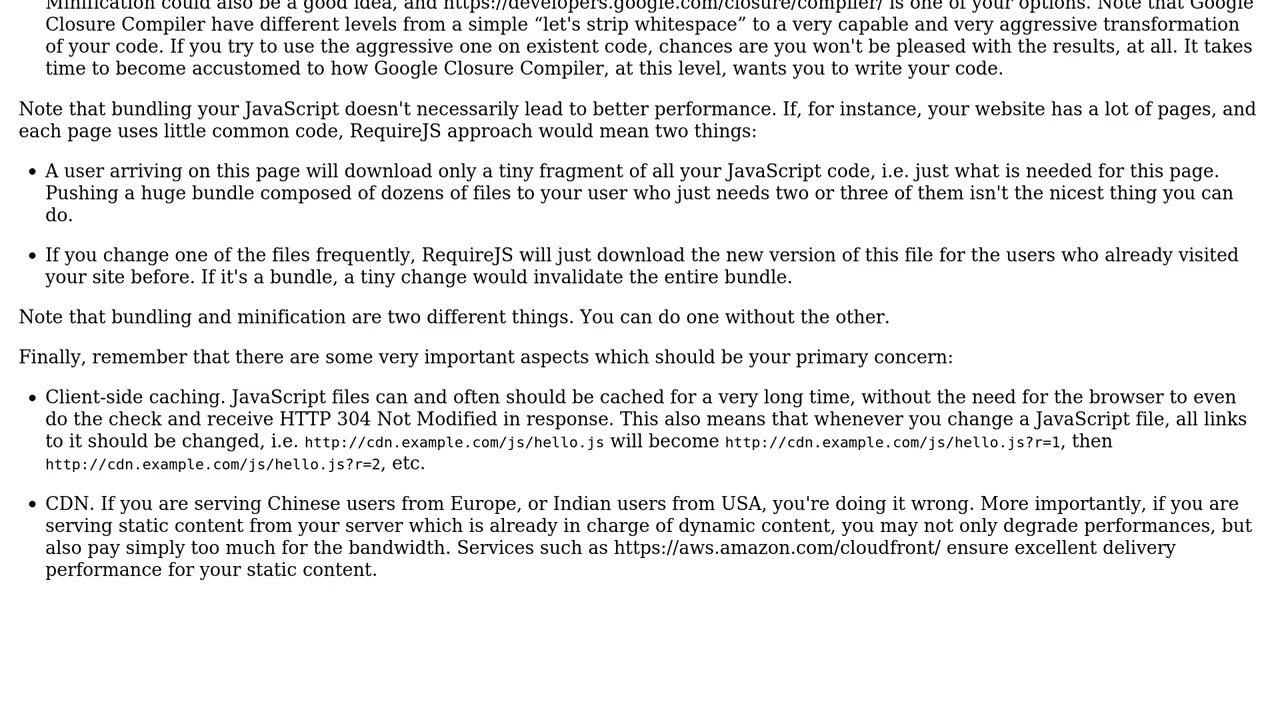 Minification could also be a good idea, and https://developers.google.com/closure/compiler/ is one of your options. Note that Google
Closure Compiler have different levels from a simple “let's strip whitespace” to a very capable and very aggressive transformation
of your code. If you try to use the aggressive one on existent code, chances are you won't be pleased with the results, at all. It takes
time to become accustomed to how Google Closure Compiler, at this level, wants you to write your code.
Note that bundling your JavaScript doesn't necessarily lead to better performance. If, for instance, your website has a lot of pages, and
each page uses little common code, RequireJS approach would mean two things:
• A user arriving on this page will download only a tiny fragment of all your JavaScript code, i.e. just what is needed for this page.
Pushing a huge bundle composed of dozens of files to your user who just needs two or three of them isn't the nicest thing you can
do.
• If you change one of the files frequently, RequireJS will just download the new version of this file for the users who already visited
your site before. If it's a bundle, a tiny change would invalidate the entire bundle.
Note that bundling and minification are two different things. You can do one without the other.
Finally, remember that there are some very important aspects which should be your primary concern:
• Client-side caching. JavaScript files can and often should be cached for a very long time, without the need for the browser to even
do the check and receive HTTP 304 Not Modified in response. This also means that whenever you change a JavaScript file, all links
to it should be changed, i.e. http://cdn.example.com/js/hello.js will become http://cdn.example.com/js/hello.js?r=1, then
http://cdn.example.com/js/hello.js?r=2, etc.
• CDN. If you are serving Chinese users from Europe, or Indian users from USA, you're doing it wrong. More importantly, if you are
serving static content from your server which is already in charge of dynamic content, you may not only degrade performances, but
also pay simply too much for the bandwidth. Services such as https://aws.amazon.com/cloudfront/ ensure excellent delivery
performance for your static content.